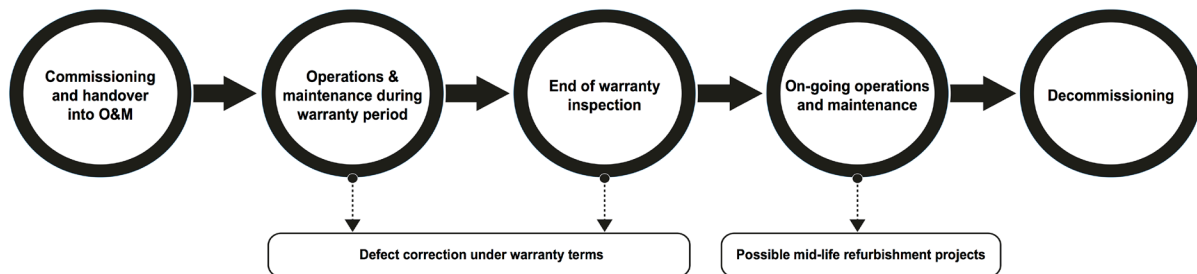 Commissioning
and handover
into O&M
Operations &
maintenance during
warranty period
End of warranty
inspection
On-going operations
and maintenance
Decommissioning
Defect correction under warranty terms
Possible mid-life refurbishment projects